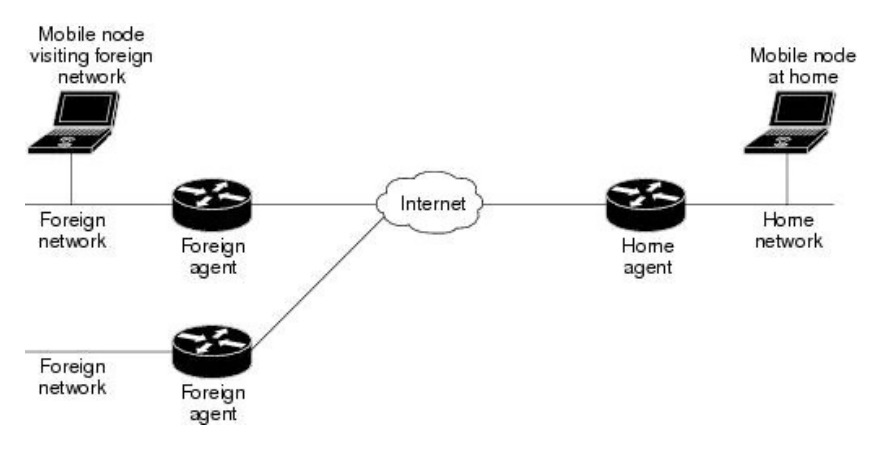 Mobile node
visiting foreign
network
Mobile node
at home
Internet
Foreign
network
Foreign
agent
Home
agent
Home
network
Foreign
network
Foreign
agent